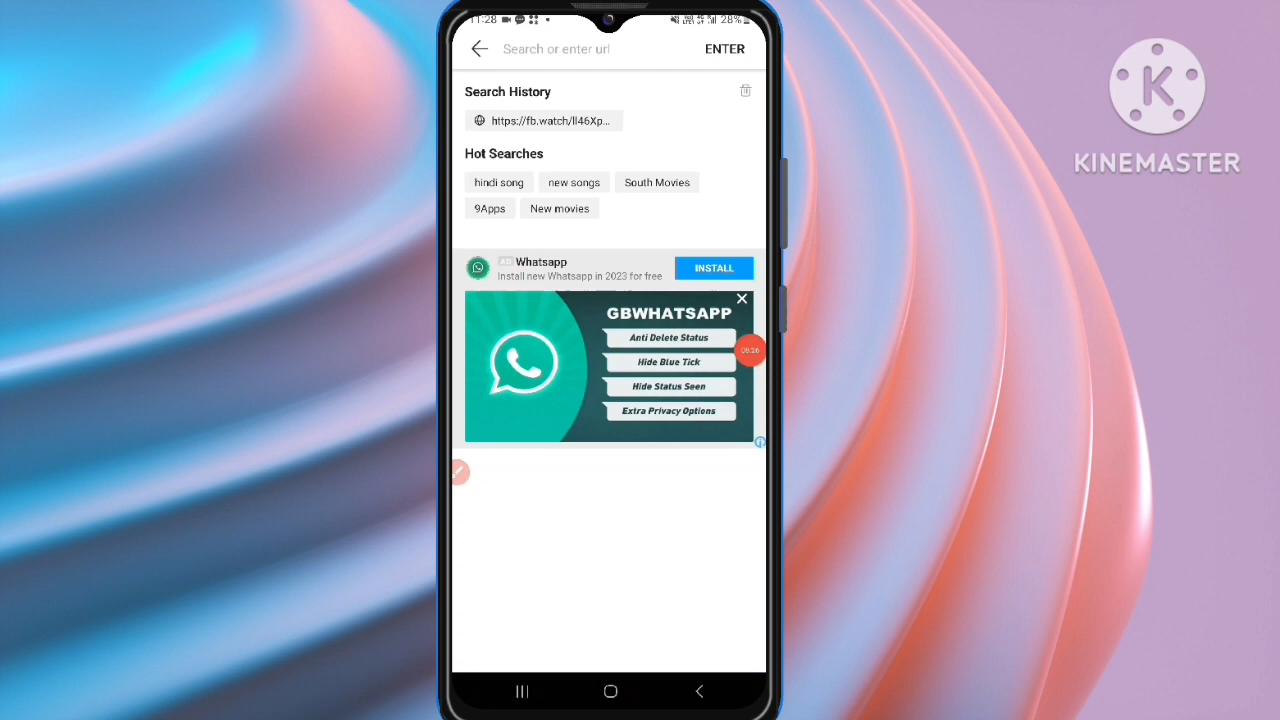 11:28
28%
Search or enter url
ENTER
Search History
https://fb.watch/ll46Xp...
Hot Searches
hindi song
new songs
South Movies
9Apps
New movies
AD Whatsapp
Install new Whatsapp in 2023 for free
INSTALL
GBWHATSAPP
Anti Delete Status
Hide Blue Tick
Hide Status Seen
Extra Privacy Options
K
KINEMASTER